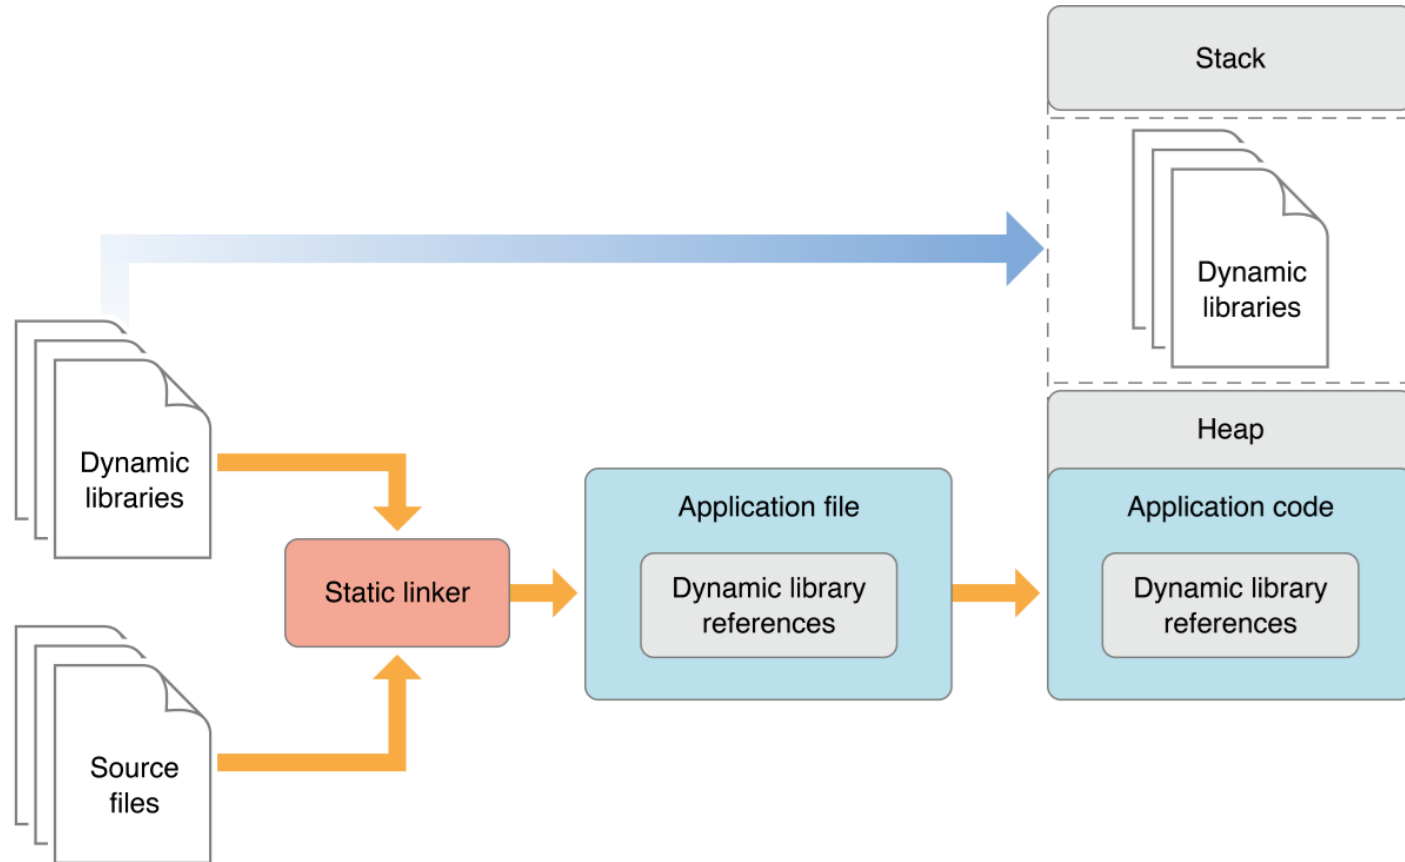 Stack
Dynamic
libraries
Dynamic
libraries
Heap
Application file
Application code
Static linker
Dynamic library
references
Dynamic library
references
Source
files